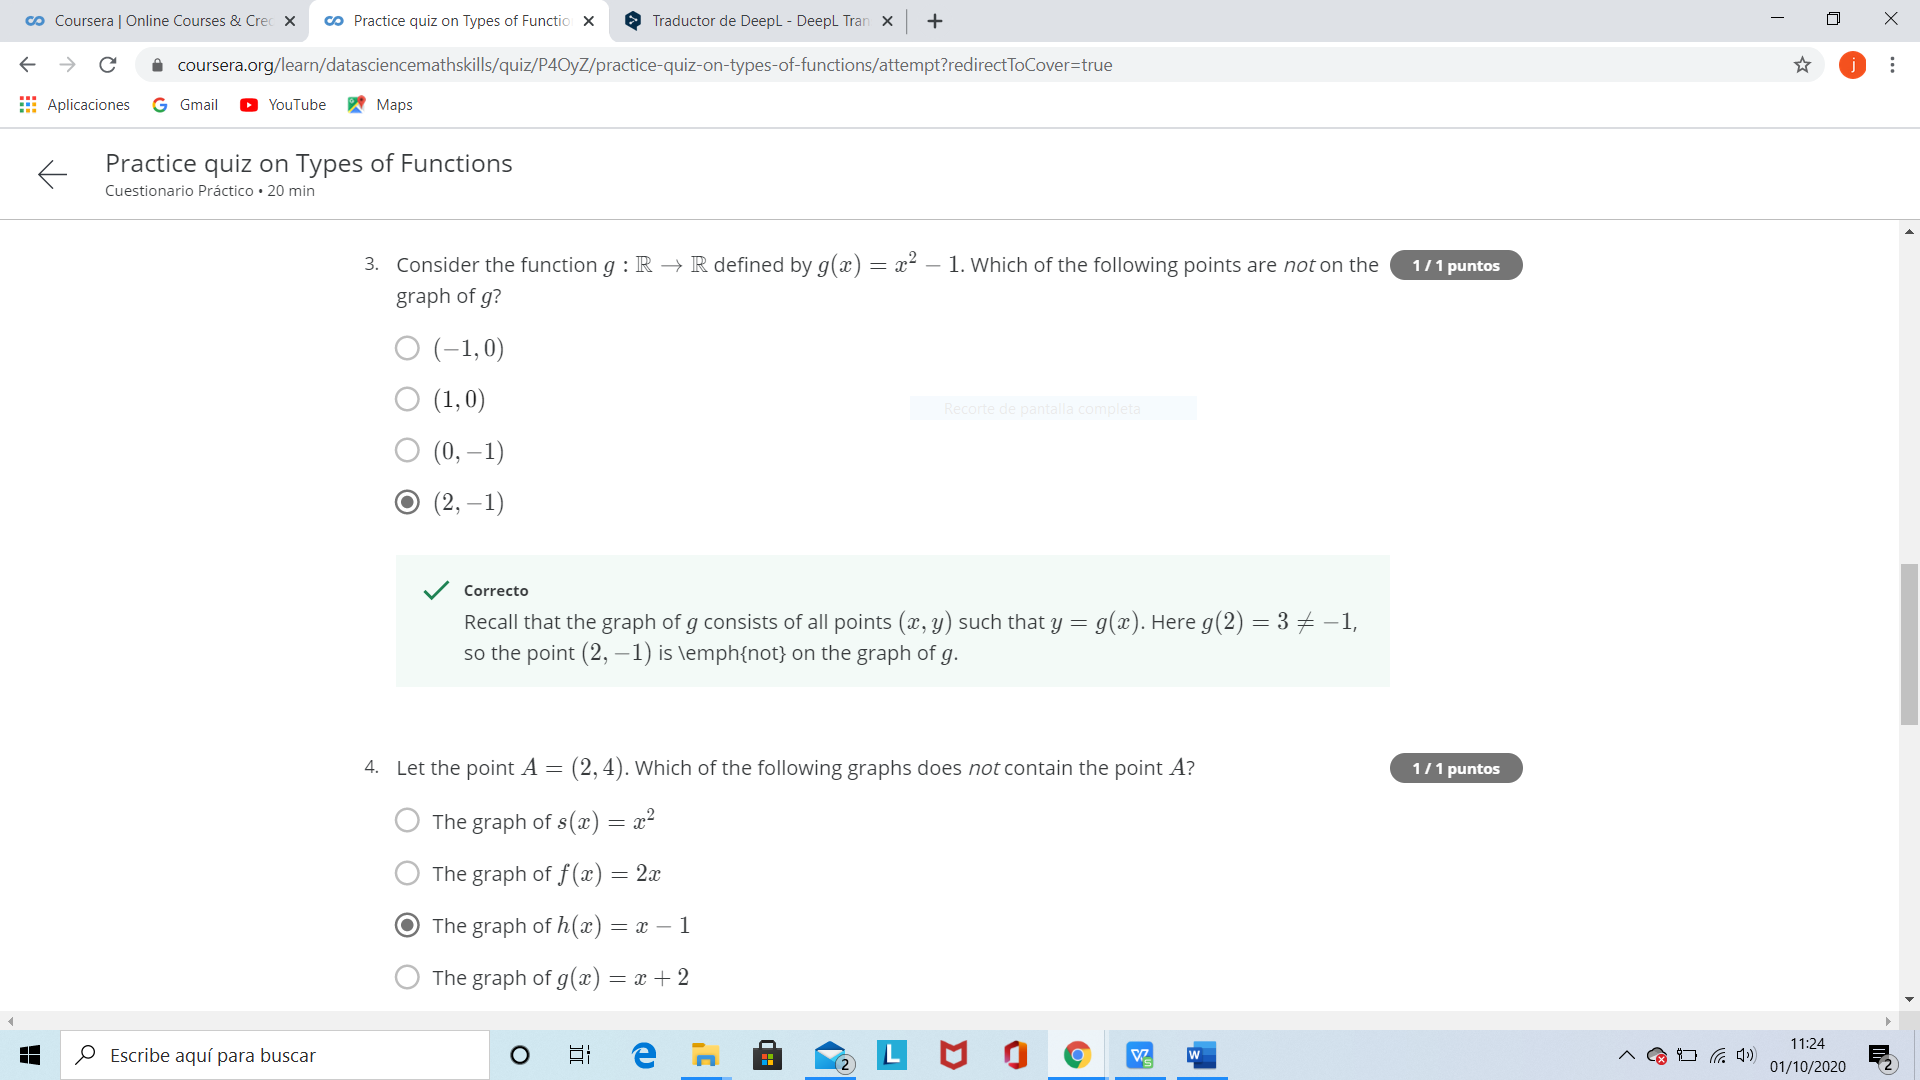 Coursera | Online Courses & Cre
Practice quiz on Types of Functio
Traductor de DeepL - DeepL Tran
coursera.org/learn/datasciencemathskills/quiz/P4OyZ/practice-quiz-on-types-of-functions/attempt?redirectToCover=true
j
Aplicaciones
Gmail
YouTube
Maps
Practice quiz on Types of Functions
Cuestionario Práctico • 20 min
3. Consider the function g : ℝ → ℝ defined by g(x) = x² − 1. Which of the following points are not on the
graph of g?
1 / 1 puntos
(−1, 0)
(1, 0)
Recorte de pantalla completa
(0, −1)
(2, −1)
Correcto
Recall that the graph of g consists of all points (x, y) such that y = g(x). Here g(2) = 3 ≠ −1,
so the point (2, −1) is \emph{not} on the graph of g.
4. Let the point A = (2, 4). Which of the following graphs does not contain the point A?
1 / 1 puntos
The graph of s(x) = x²
The graph of f(x) = 2x
The graph of h(x) = x − 1
The graph of g(x) = x + 2
Escribe aquí para buscar
2
L
W
11:24
01/10/2020
2